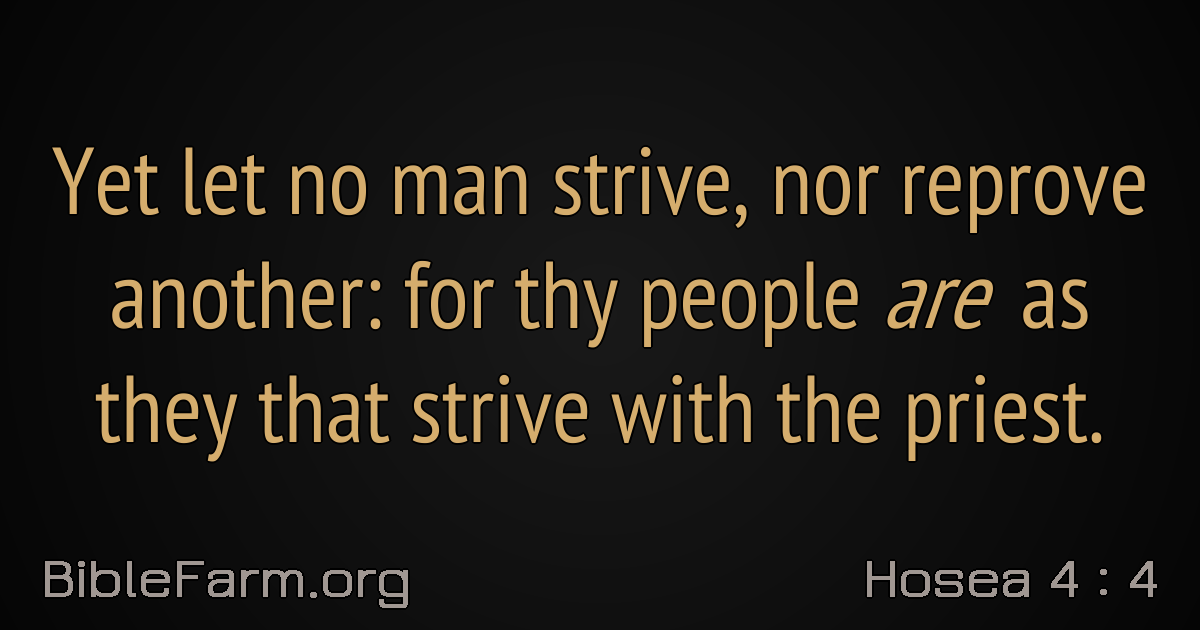 Yet let no man strive, nor reprove
another: for thy people are as
they that strive with the priest.
BibleFarm.org
Hosea 4 : 4